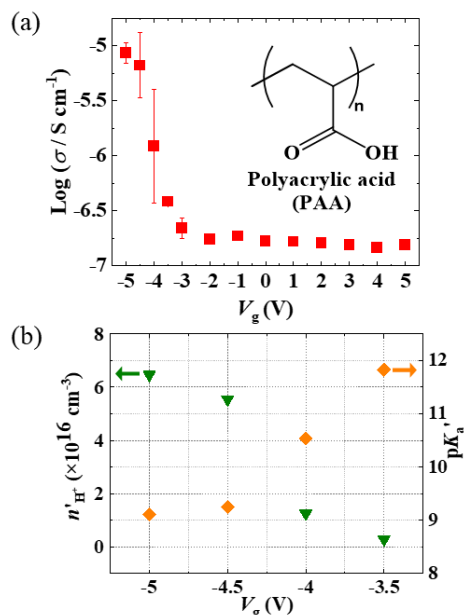 (a)
Log (σ / S cm⁻¹)
-5
-5.5
-6
-6.5
-7
n
O
OH
Polyacrylic acid
(PAA)
-5 -4 -3 -2 -1 0 1 2 3 4 5
Vg (V)
(b)
n'H⁺ (×10¹⁶ cm⁻³)
8
6
4
2
0
12
11
10
9
8
pKa'
-5 -4.5 -4 -3.5
Vg (V)